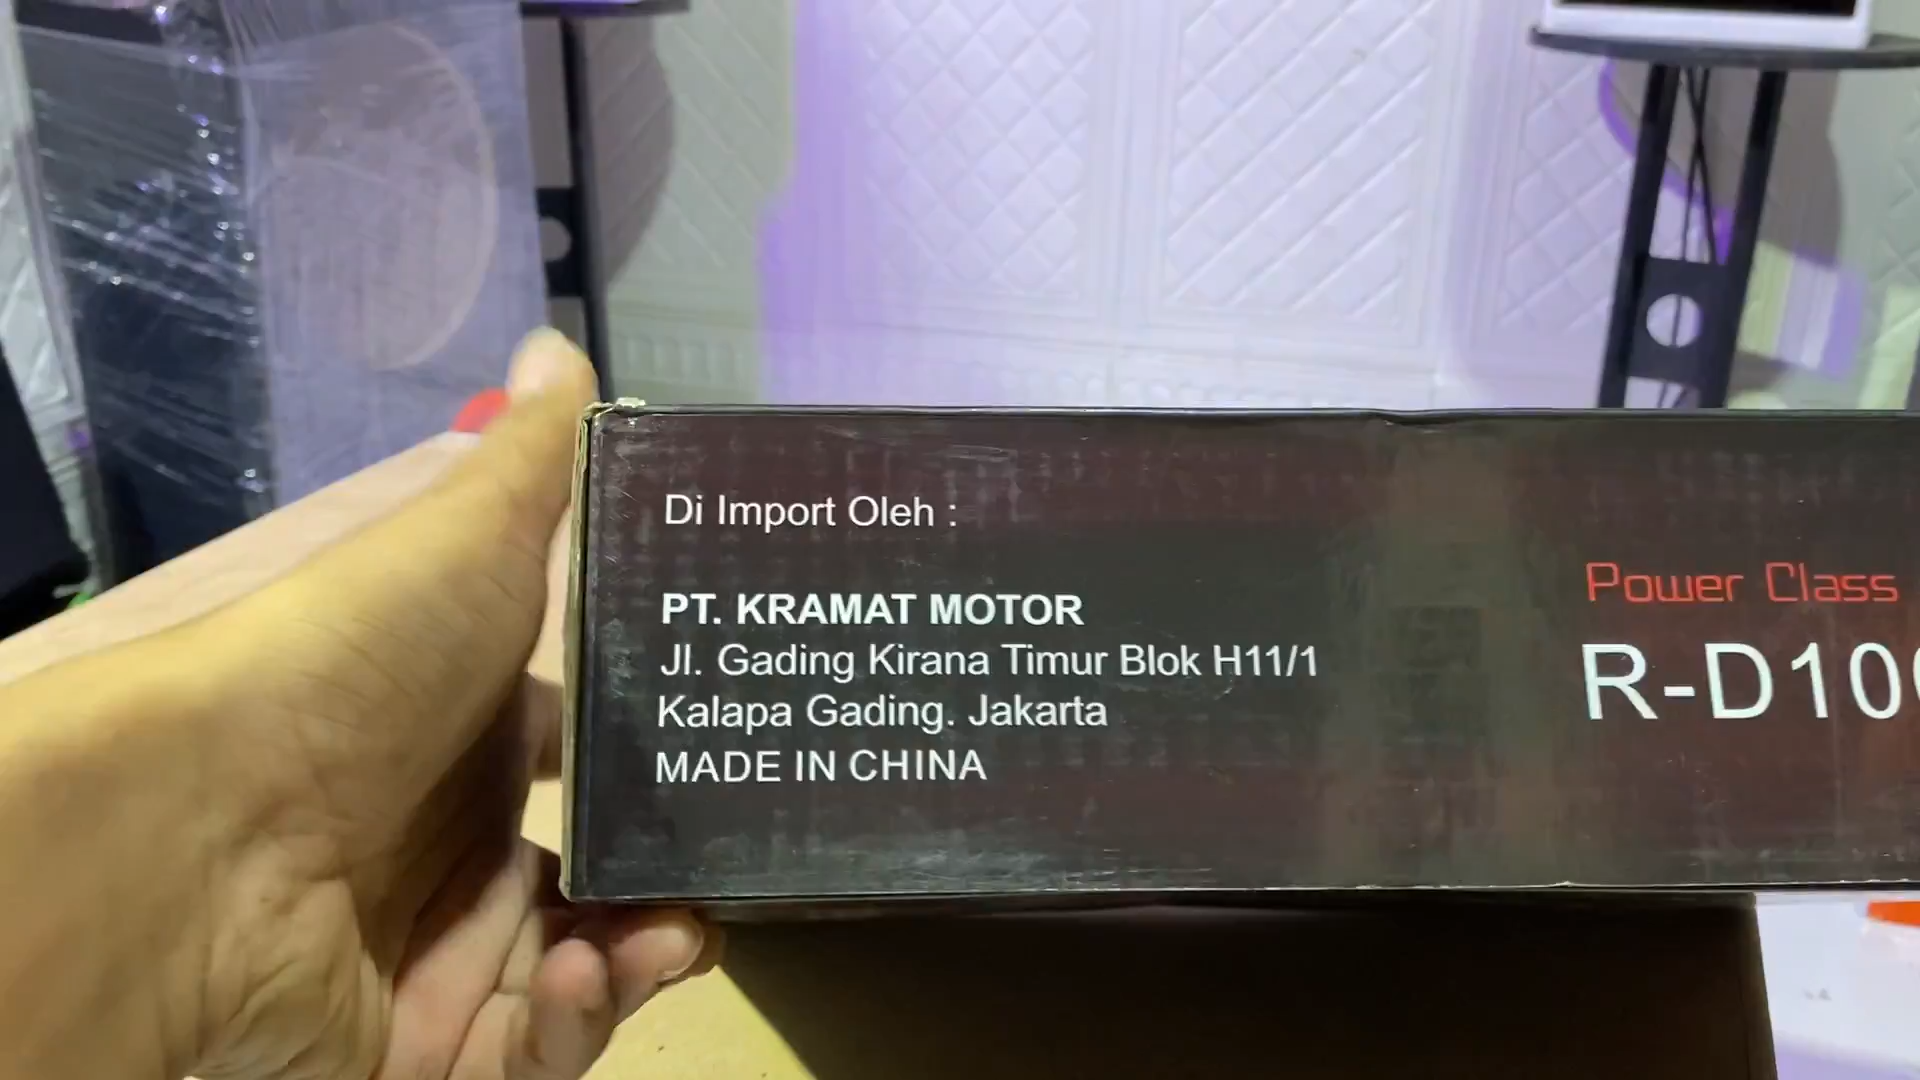 Di Import Oleh :
PT. KRAMAT MOTOR
Jl. Gading Kirana Timur Blok H11/1
Kalapa Gading. Jakarta
MADE IN CHINA
Power Class